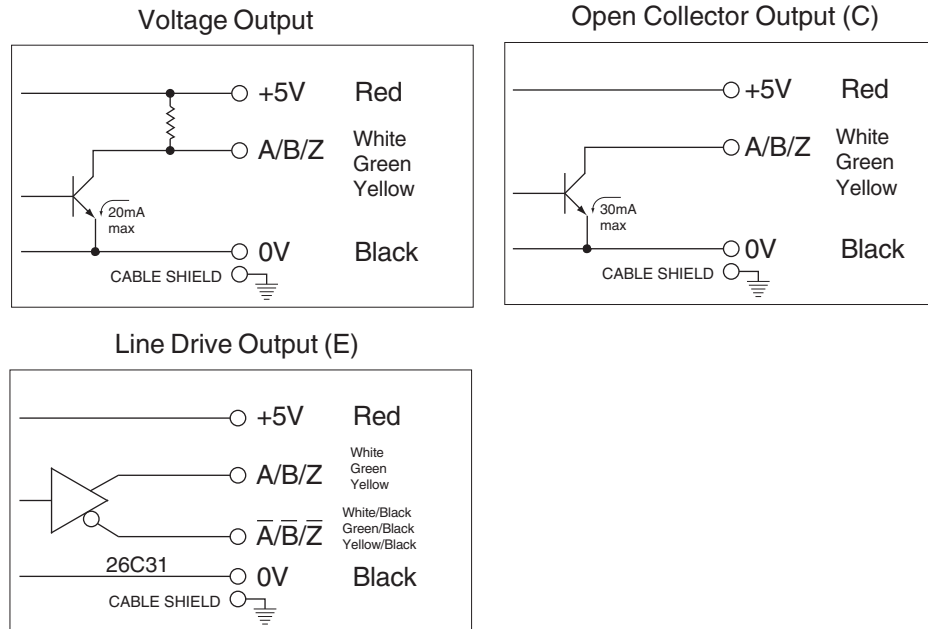 Voltage Output
+5V Red
A/B/Z White
Green
Yellow
20mA
max
0V Black
CABLE SHIELD
Open Collector Output (C)
+5V Red
A/B/Z White
Green
Yellow
30mA
max
0V Black
CABLE SHIELD
Line Drive Output (E)
+5V Red
A/B/Z White
Green
Yellow
A̅/B̅/Z̅ White/Black
Green/Black
Yellow/Black
26C31
0V Black
CABLE SHIELD